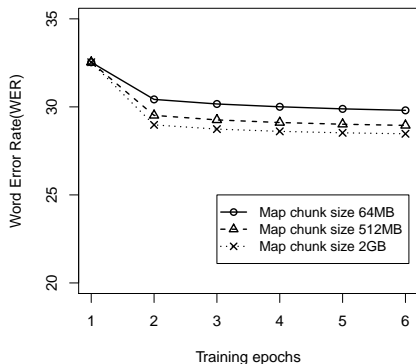 35
30
25
20
Word Error Rate(WER)
Map chunk size 64MB
Map chunk size 512MB
Map chunk size 2GB
1 2 3 4 5 6
Training epochs